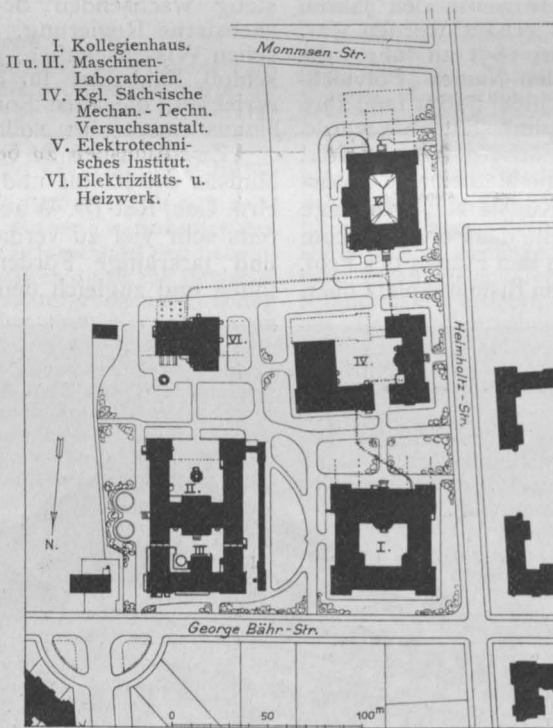 I. Kollegienhaus.
II u. III. Maschinen-
Laboratorien.
IV. Kgl. Sächsische
Mechan. - Techn.
Versuchsanstalt.
V. Elektrotechni-
sches Institut.
VI. Elektrizitäts- u.
Heizwerk.
Mommsen-Str.
V.
VI.
IV.
Helmholtz-Str.
II.
N.
III
I.
George Bähr-Str.
0 50 100m